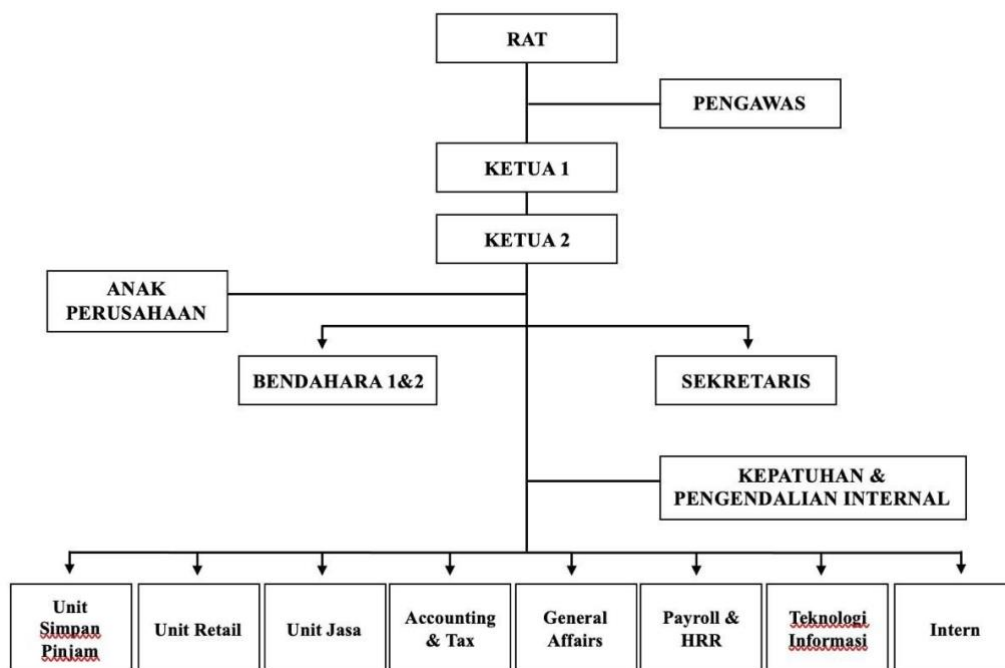 RAT
PENGAWAS
KETUA 1
KETUA 2
ANAK
PERUSAHAAN
BENDAHARA 1&2
SEKRETARIS
KEPATUHAN &
PENGENDALIAN INTERNAL
Unit
Simpan
Pinjam
Unit Retail
Unit Jasa
Accounting
& Tax
General
Affairs
Payroll &
HRR
Teknologi
Informasi
Intern